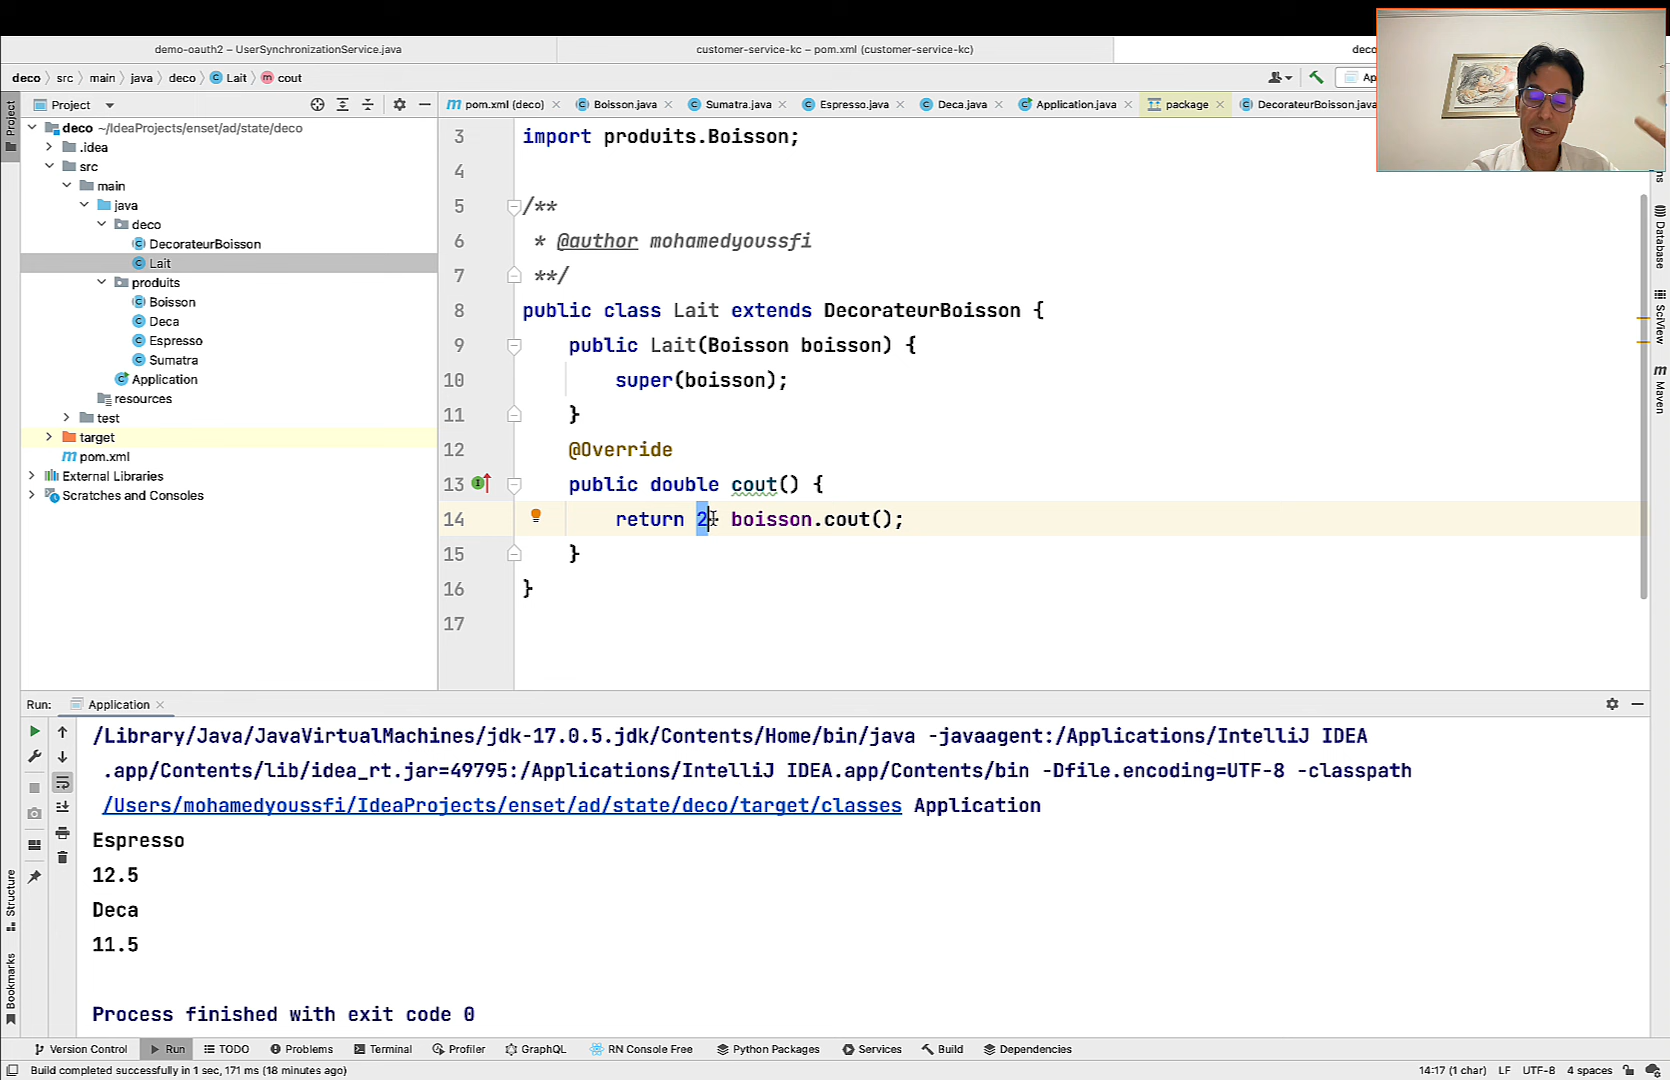 demo-oauth2 – UserSynchronizationService.java
customer-service-kc – pom.xml (customer-service-kc)
deco
deco src main java deco Lait cout
Project
pom.xml (deco) Boisson.java Sumatra.java Espresso.java Deca.java Application.java package DecorateurBoisson.java
Project
deco ~/IdeaProjects/enset/ad/state/deco
.idea
src
main
java
deco
DecorateurBoisson
Lait
produits
Boisson
Deca
Espresso
Sumatra
Application
resources
test
target
pom.xml
External Libraries
Scratches and Consoles
3 import produits.Boisson;
4
5 /**
6 * @author mohamedyoussfi
7 **/
8 public class Lait extends DecorateurBoisson {
9 public Lait(Boisson boisson) {
10 super(boisson);
11 }
12 @Override
13 public double cout() {
14 return 2+ boisson.cout();
15 }
16 }
17
Database
SciView
Maven
Run: Application
/Library/Java/JavaVirtualMachines/jdk-17.0.5.jdk/Contents/Home/bin/java -javaagent:/Applications/IntelliJ IDEA
.app/Contents/lib/idea_rt.jar=49795:/Applications/IntelliJ IDEA.app/Contents/bin -Dfile.encoding=UTF-8 -classpath
/Users/mohamedyoussfi/IdeaProjects/enset/ad/state/deco/target/classes Application
Espresso
12.5
Deca
11.5
Process finished with exit code 0
Structure
Bookmarks
Version Control Run TODO Problems Terminal Profiler GraphQL RN Console Free Python Packages Services Build Dependencies
Build completed successfully in 1 sec, 171 ms (18 minutes ago)
14:17 (1 char) LF UTF-8 4 spaces